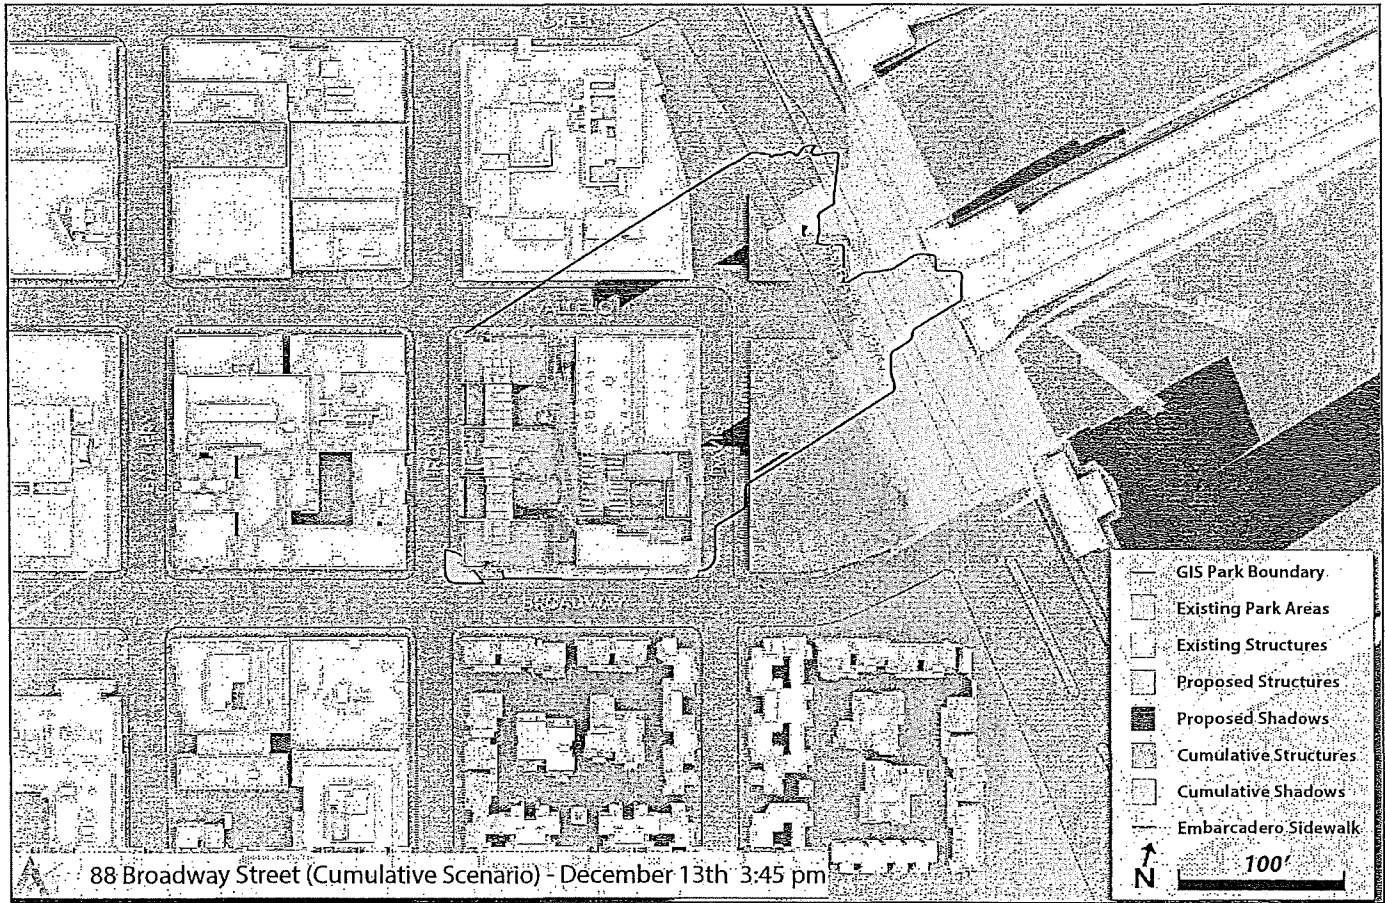 BROADWAY
GIS Park Boundary
Existing Park Areas
Existing Structures
Proposed Structures
Proposed Shadows
Cumulative Structures
Cumulative Shadows
Embarcadero Sidewalk
N
100'
88 Broadway Street (Cumulative Scenario) - December 13th 3:45 pm